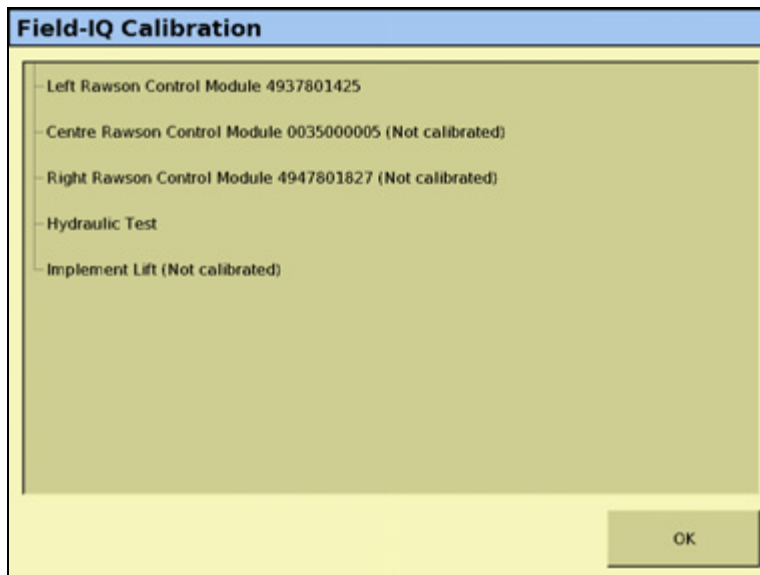 Field-IQ Calibration
Left Rawson Control Module 4937801425
Centre Rawson Control Module 0035000005 (Not calibrated)
Right Rawson Control Module 4947801827 (Not calibrated)
Hydraulic Test
Implement Lift (Not calibrated)
OK